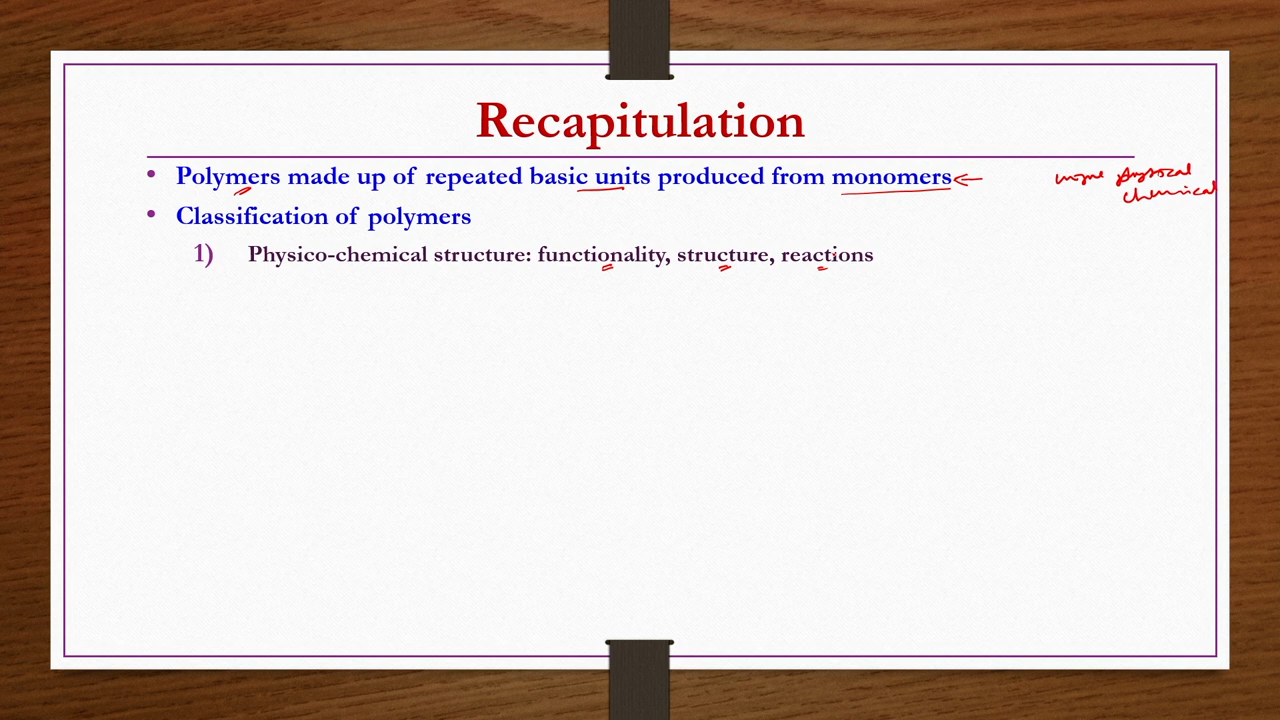 Recapitulation
• Polymers made up of repeated basic units produced from monomers
physical
chemical
• Classification of polymers
1) Physico-chemical structure: functionality, structure, reactions